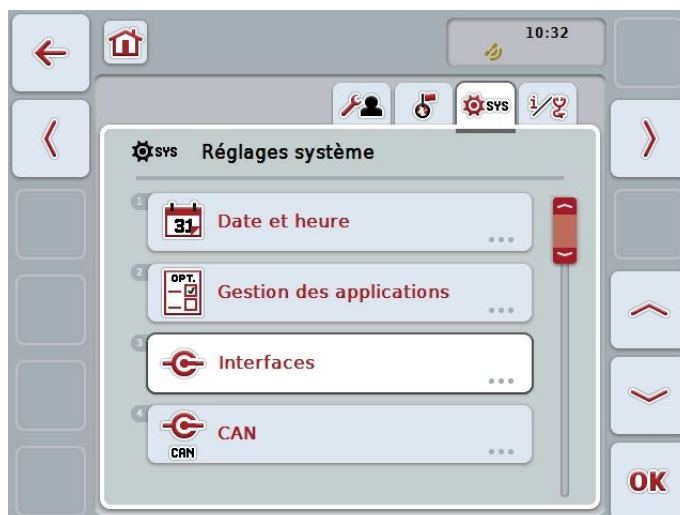 10:32
SYS
i/
SYS Réglages système
1
31
Date et heure
2
OPT.
Gestion des applications
3
Interfaces
4
CAN
CAN
OK